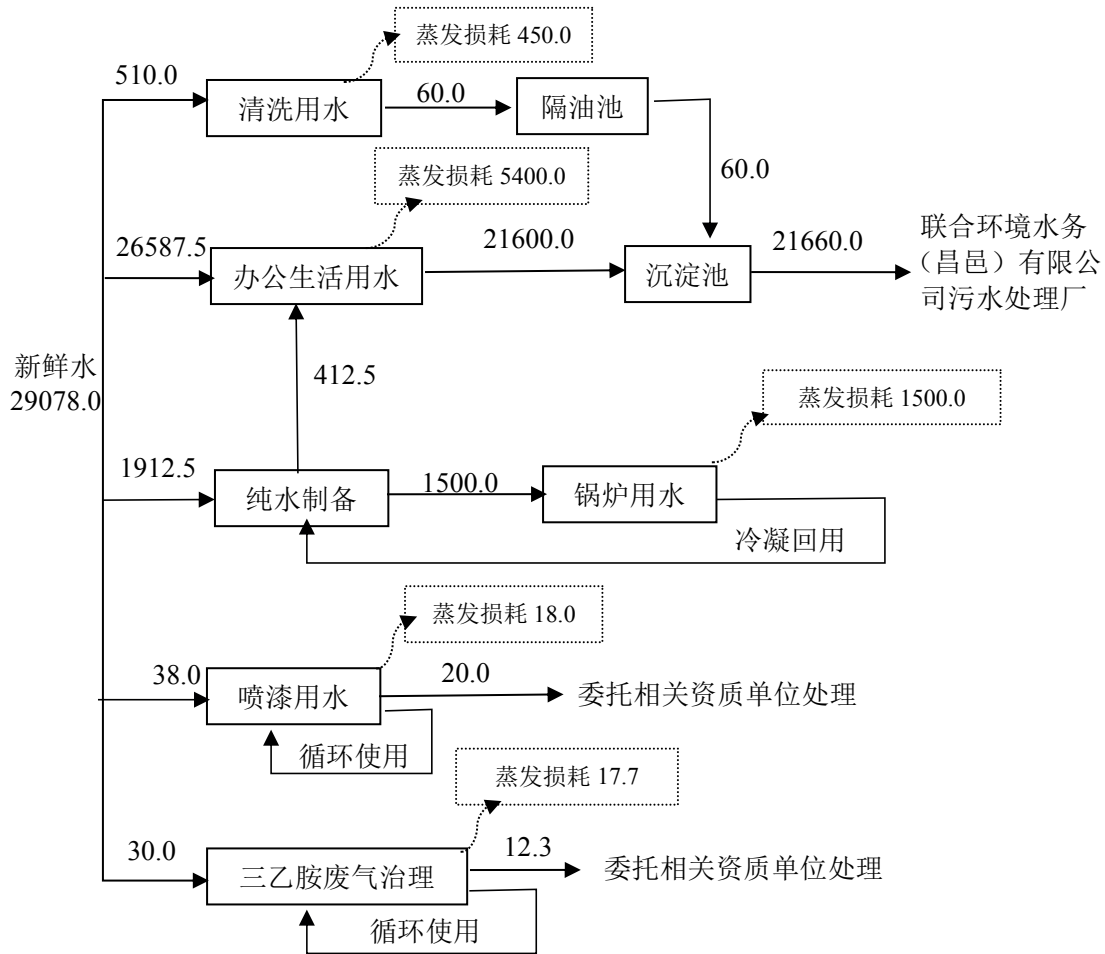 蒸发损耗 450.0
510.0
清洗用水
60.0
隔油池
蒸发损耗 5400.0
60.0
26587.5
办公生活用水
21600.0
沉淀池
21660.0
联合环境水务
（昌邑）有限公
司污水处理厂
新鲜水
29078.0
412.5
蒸发损耗 1500.0
1912.5
纯水制备
1500.0
锅炉用水
冷凝回用
蒸发损耗 18.0
38.0
喷漆用水
20.0
委托相关资质单位处理
循环使用
蒸发损耗 17.7
30.0
三乙胺废气治理
12.3
委托相关资质单位处理
循环使用